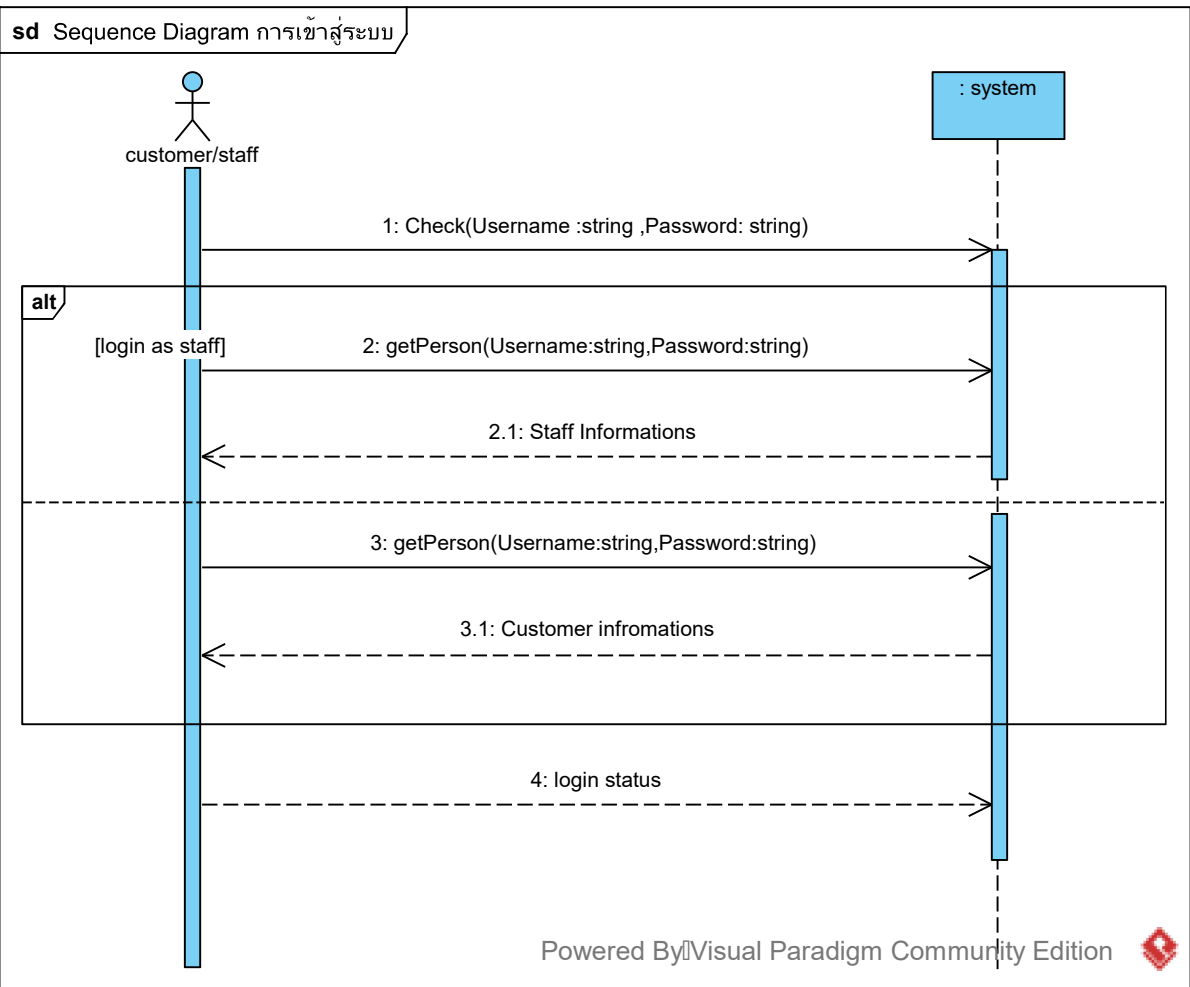 sd Sequence Diagram การเข้าสู่ระบบ
: system
customer/staff
1: Check(Username :string ,Password: string)
alt
[login as staff]
2: getPerson(Username:string,Password:string)
2.1: Staff Informations
3: getPerson(Username:string,Password:string)
3.1: Customer infromations
4: login status
Powered By Visual Paradigm Community Edition